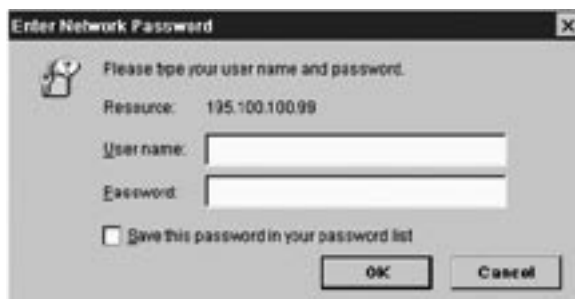 Enter Network Password
Please type your user name and password.
Resource: 195.100.100.99
User name:
Password:
Save this password in your password list
OK Cancel